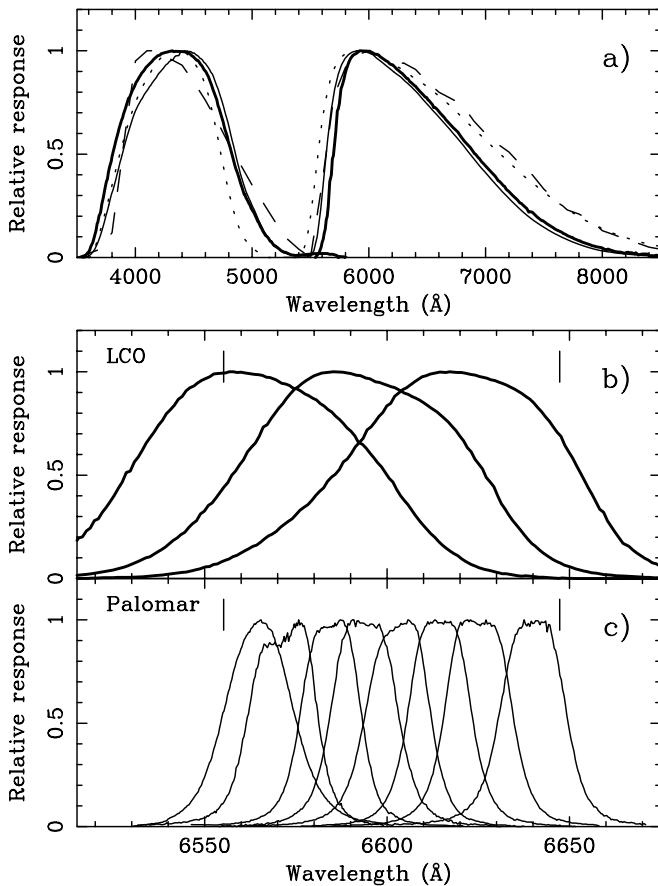 Relative response
1
0.5
0
a)
4000 5000 6000 7000 8000
Wavelength (Å)
Relative response
1
0.5
0
LCO
b)
Relative response
1
0.5
0
Palomar
c)
6550 6600 6650
Wavelength (Å)